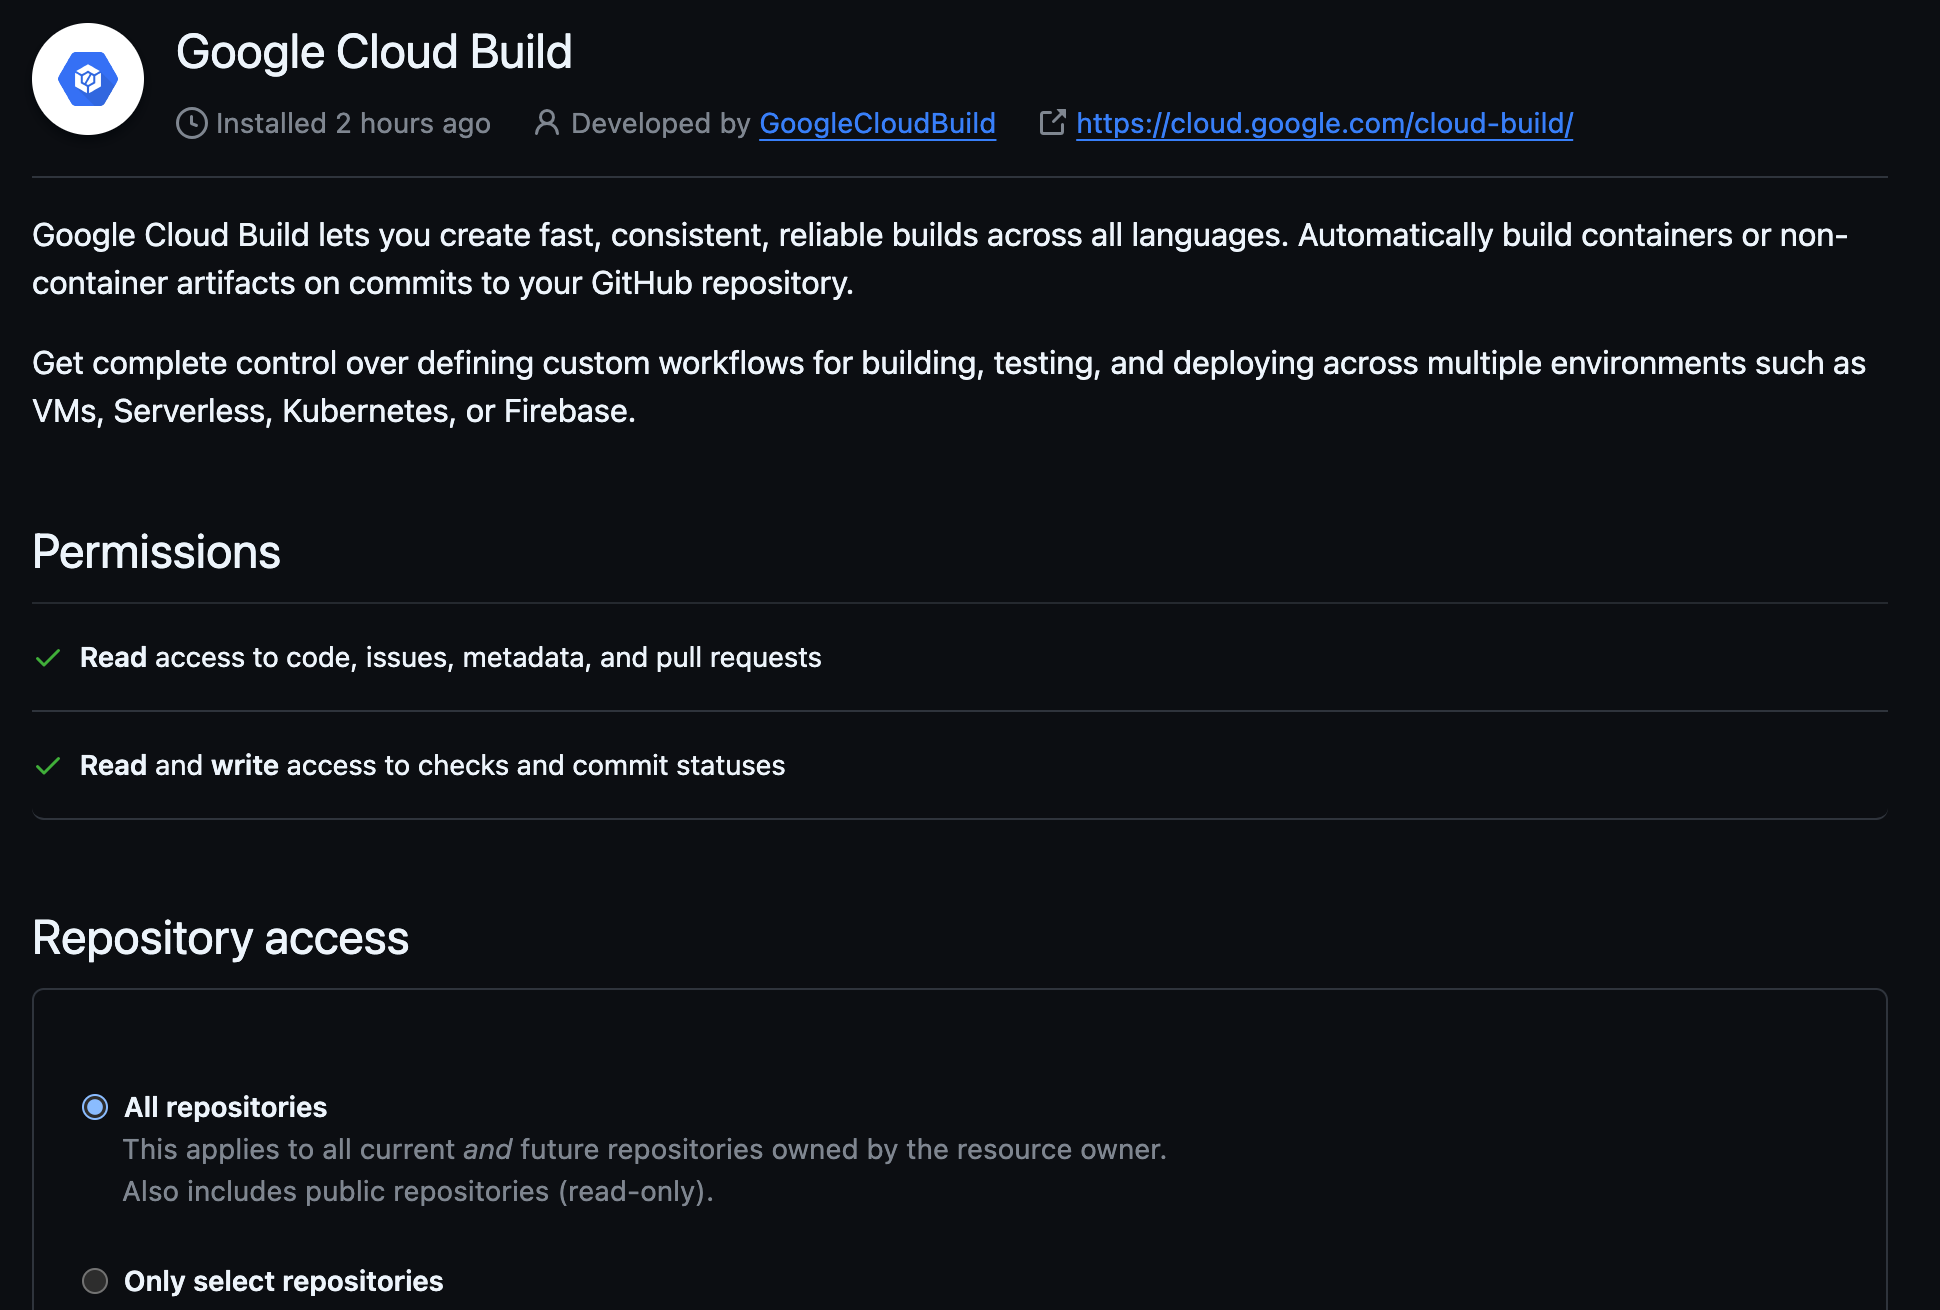 Google Cloud Build
Installed 2 hours ago Developed by GoogleCloudBuild https://cloud.google.com/cloud-build/
Google Cloud Build lets you create fast, consistent, reliable builds across all languages. Automatically build containers or non-
container artifacts on commits to your GitHub repository.
Get complete control over defining custom workflows for building, testing, and deploying across multiple environments such as
VMs, Serverless, Kubernetes, or Firebase.
Permissions
Read access to code, issues, metadata, and pull requests
Read and write access to checks and commit statuses
Repository access
All repositories
This applies to all current and future repositories owned by the resource owner.
Also includes public repositories (read-only).
Only select repositories